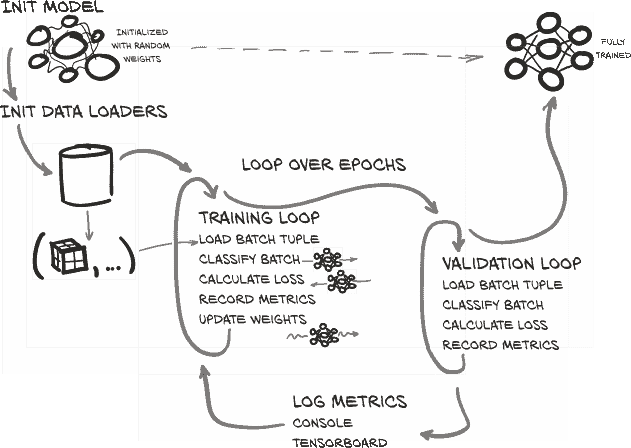 INIT MODEL
INITIALIZED
WITH RANDOM
WEIGHTS
FULLY
TRAINED
INIT DATA LOADERS
LOOP OVER EPOCHS
(    , ...)
TRAINING LOOP
LOAD BATCH TUPLE
CLASSIFY BATCH
CALCULATE LOSS
RECORD METRICS
UPDATE WEIGHTS
VALIDATION LOOP
LOAD BATCH TUPLE
CLASSIFY BATCH
CALCULATE LOSS
RECORD METRICS
LOG METRICS
CONSOLE
TENSORBOARD